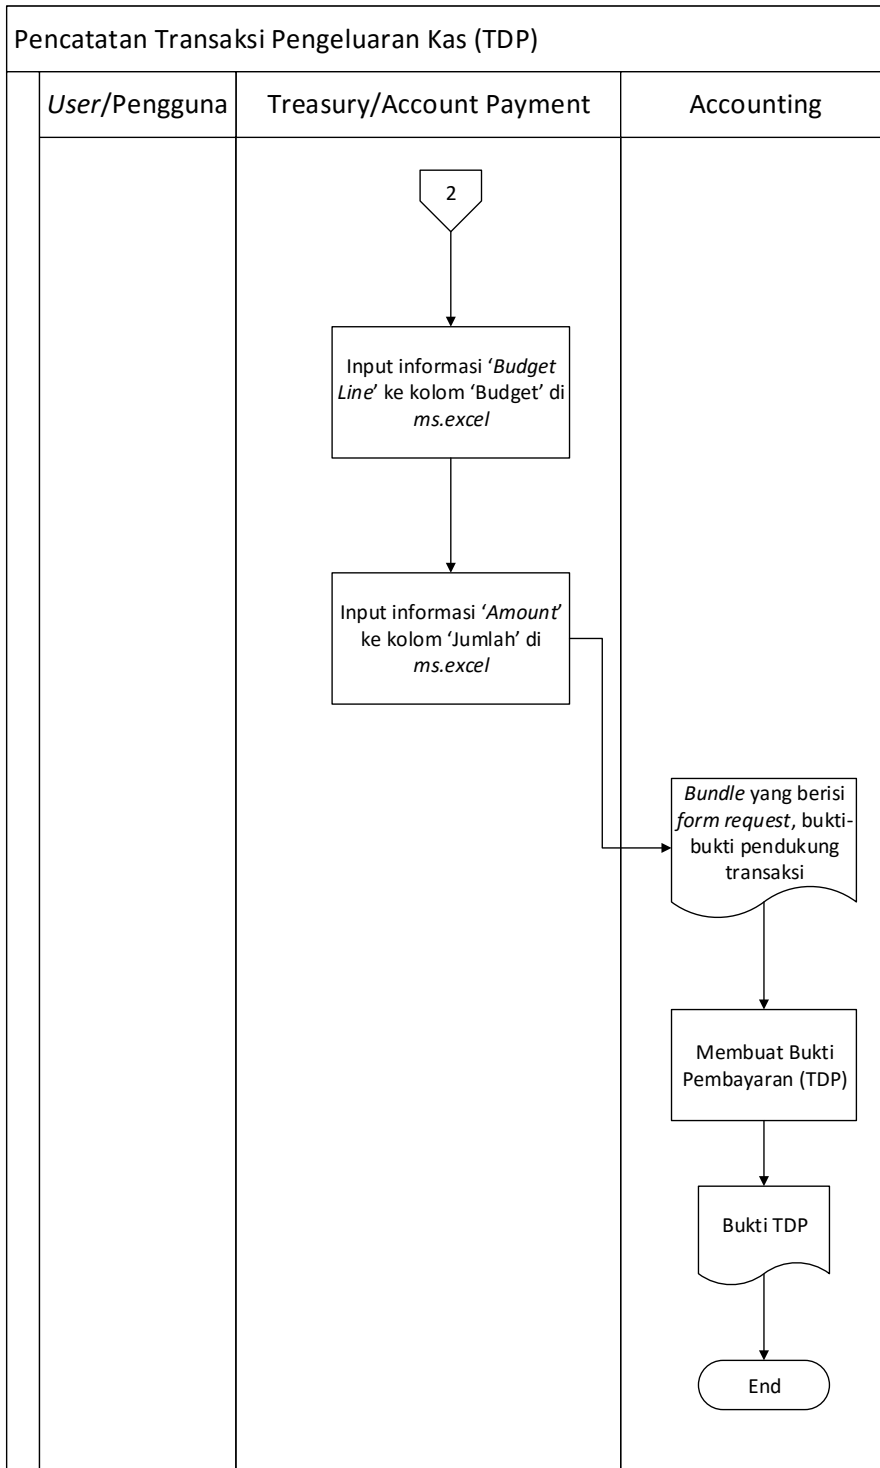 Pencatatan Transaksi Pengeluaran Kas (TDP)
User/Pengguna
Treasury/Account Payment
Accounting
2
Input informasi ‘Budget
Line’ ke kolom ‘Budget’ di
ms.excel
Input informasi ‘Amount’
ke kolom ‘Jumlah’ di
ms.excel
Bundle yang berisi
form request, bukti-
bukti pendukung
transaksi
Membuat Bukti
Pembayaran (TDP)
Bukti TDP
End